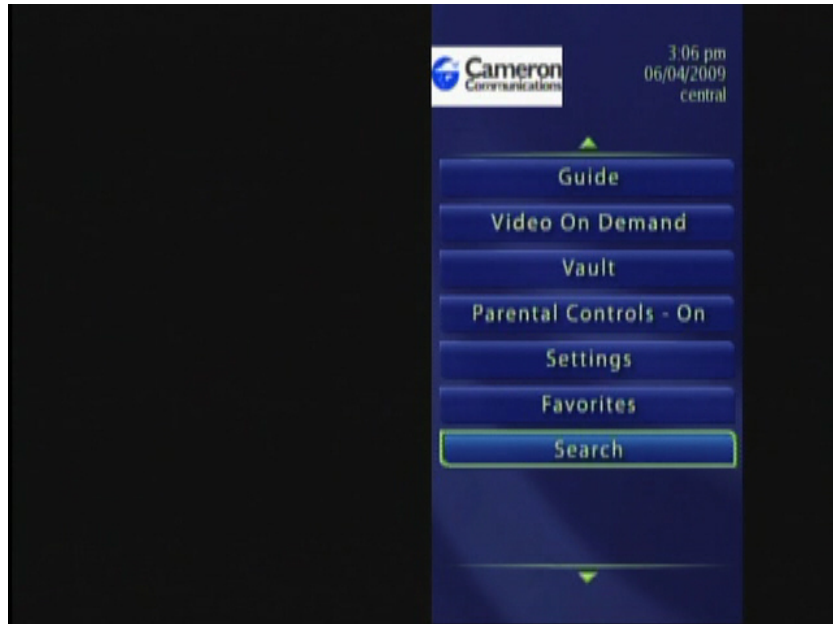 Cameron
Communications
3:06 pm
06/04/2009
central
Guide
Video On Demand
Vault
Parental Controls - On
Settings
Favorites
Search